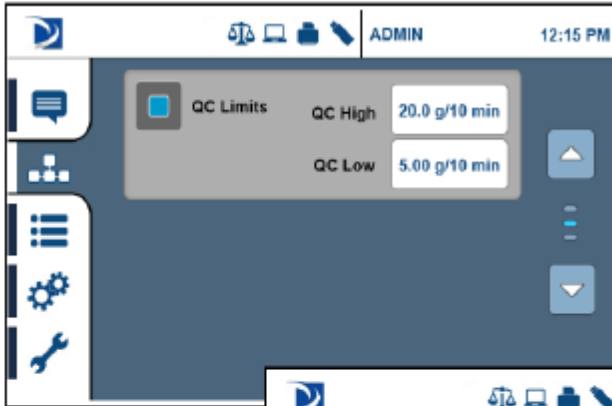 ADMIN 12:15 PM
QC Limits QC High 20.0 g/10 min
QC Low 5.00 g/10 min